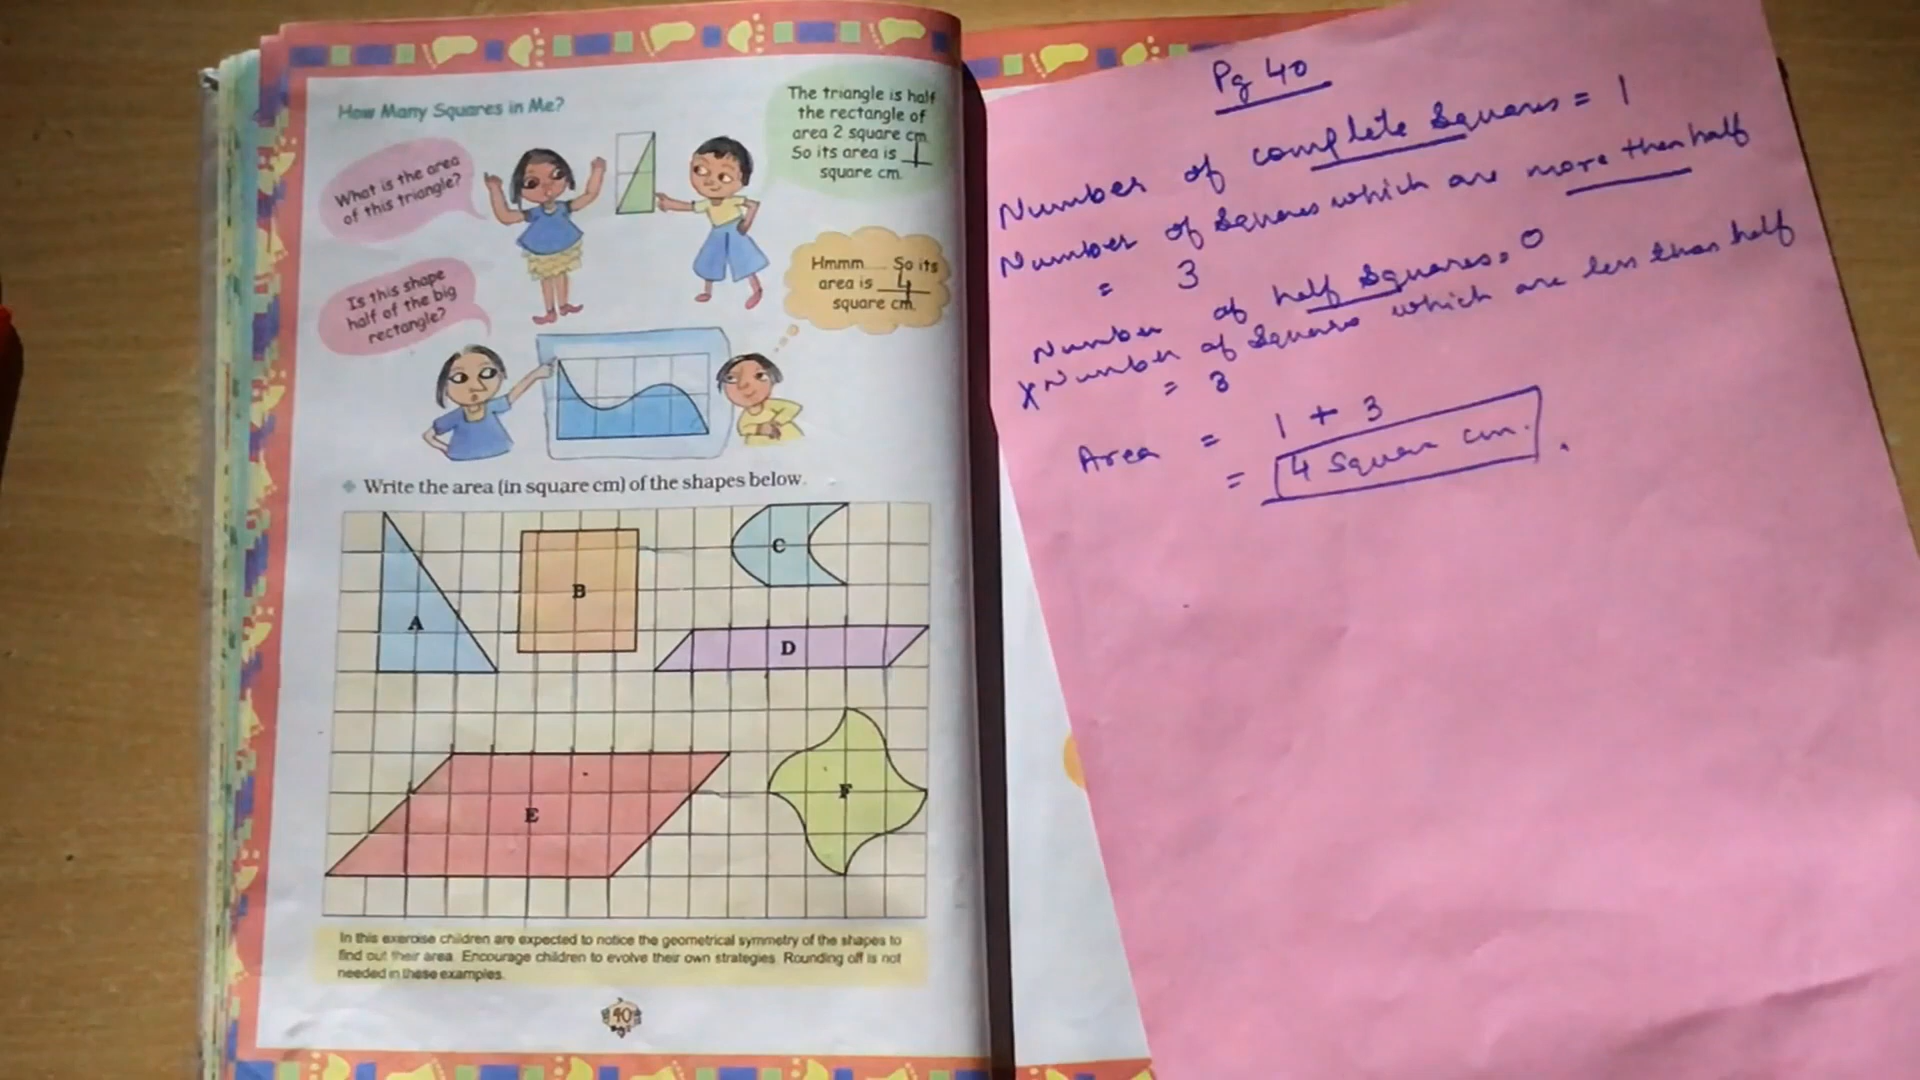 How Many Squares in Me?
What is the area
of this triangle?
The triangle is half
the rectangle of
area 2 square cm.
So its area is 1
square cm.
Is this shape
half of the big
rectangle?
Hmmm.... So its
area is 4
square cm.
Write the area (in square cm) of the shapes below.
A
B
C
D
E
F
In this exercise children are expected to notice the geometrical symmetry of the shapes to
find out their area. Encourage children to evolve their own strategies. Rounding off is not
needed in these examples.
40
Pg 40
Number of complete Squares = 1
Number of Squares which are more then half
= 3
Number of half Squares = 0
Number of Squares which are less than half
= 3
Area = 1 + 3
= 4 Square cm.